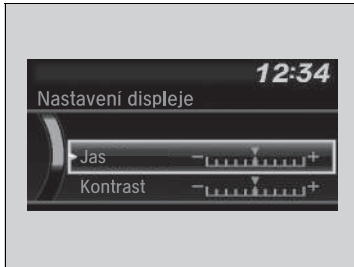 12:34
Nastavení displeje
Jas − +
Kontrast − +